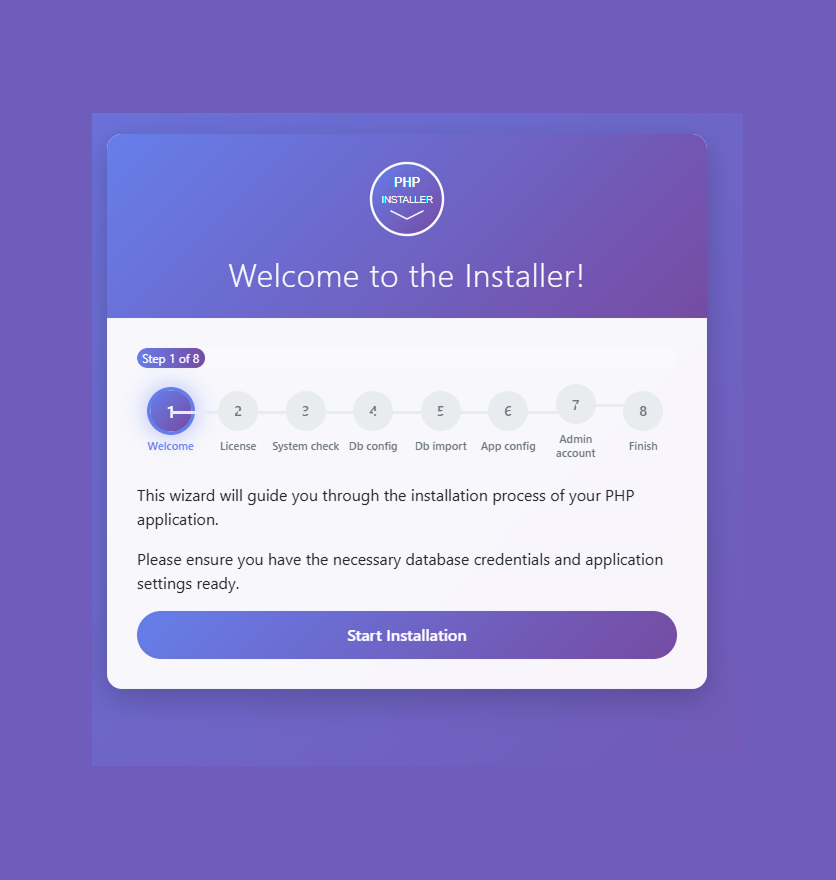 PHP
INSTALLER
Welcome to the Installer!
Step 1 of 8
1 2 3 4 5 6 7 8
Welcome License System check Db config Db import App config Admin account Finish
This wizard will guide you through the installation process of your PHP
application.
Please ensure you have the necessary database credentials and application
settings ready.
Start Installation